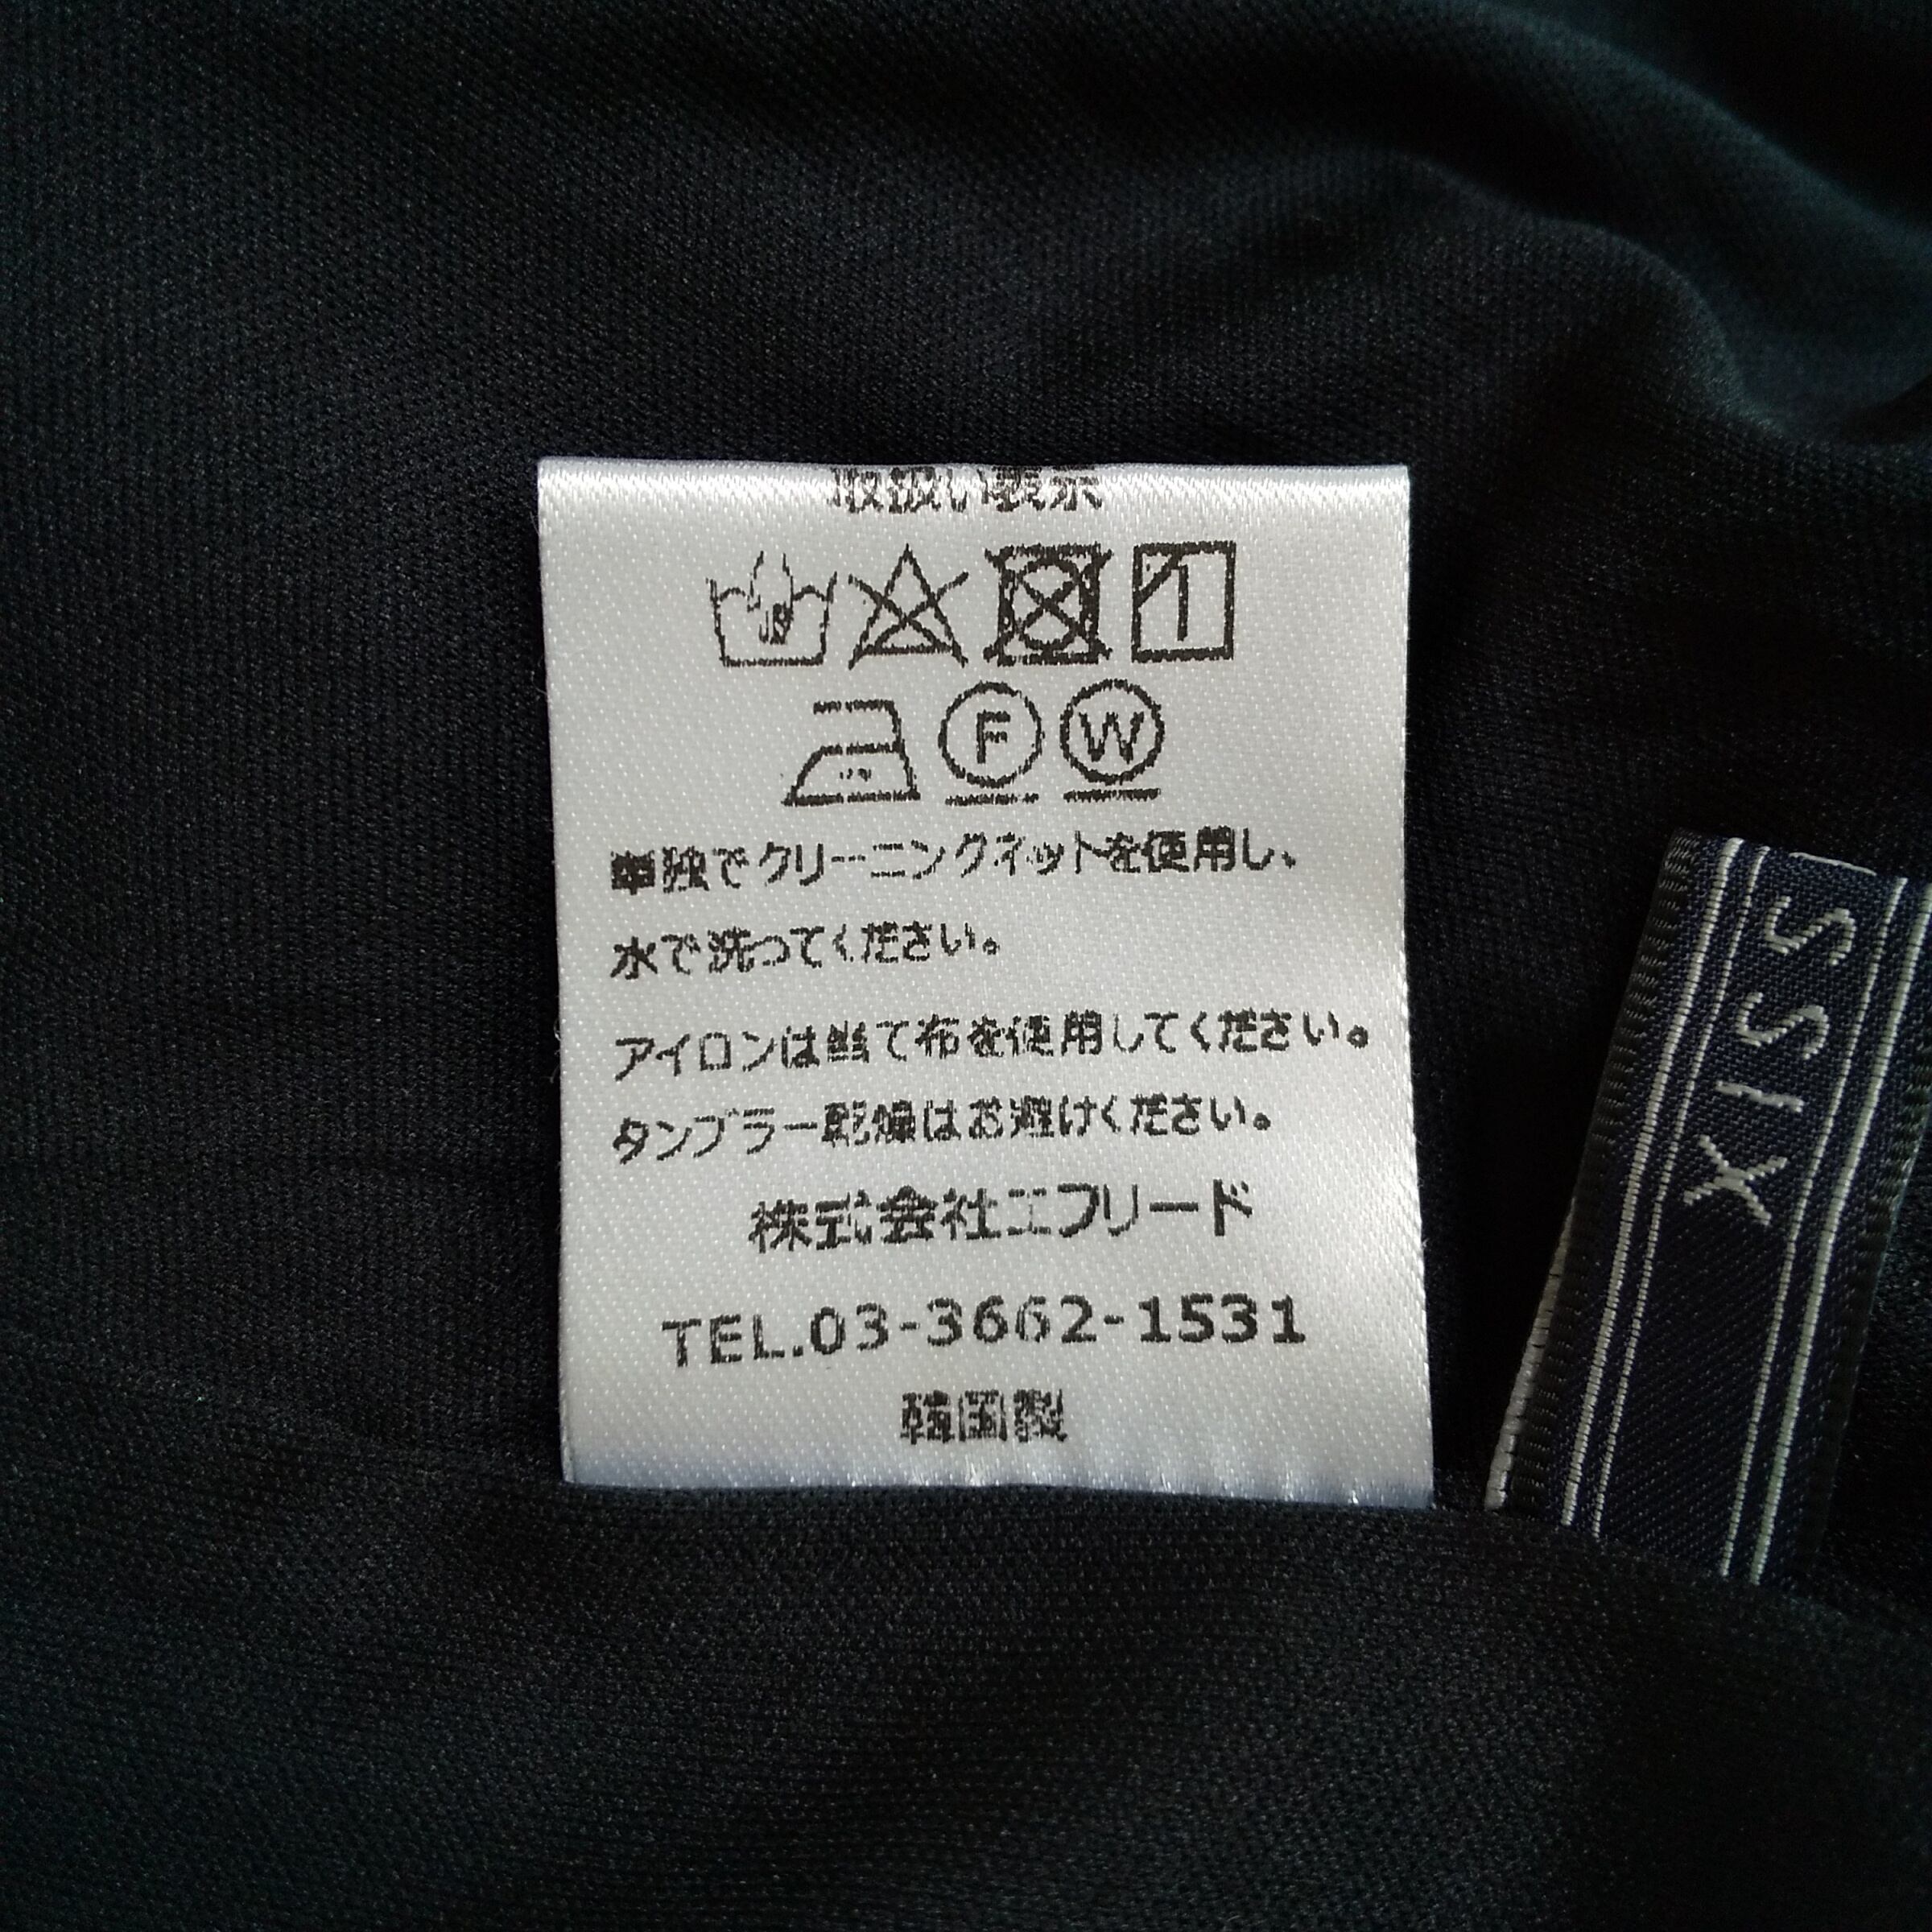 取扱い表示
F W
単独でクリーニングネットを使用し、
水で洗ってください。
アイロンは当て布を使用してください。
タンブラー乾燥はお避けください。
株式会社エフリード
TEL.03-3662-1531
韓国製
SSIX